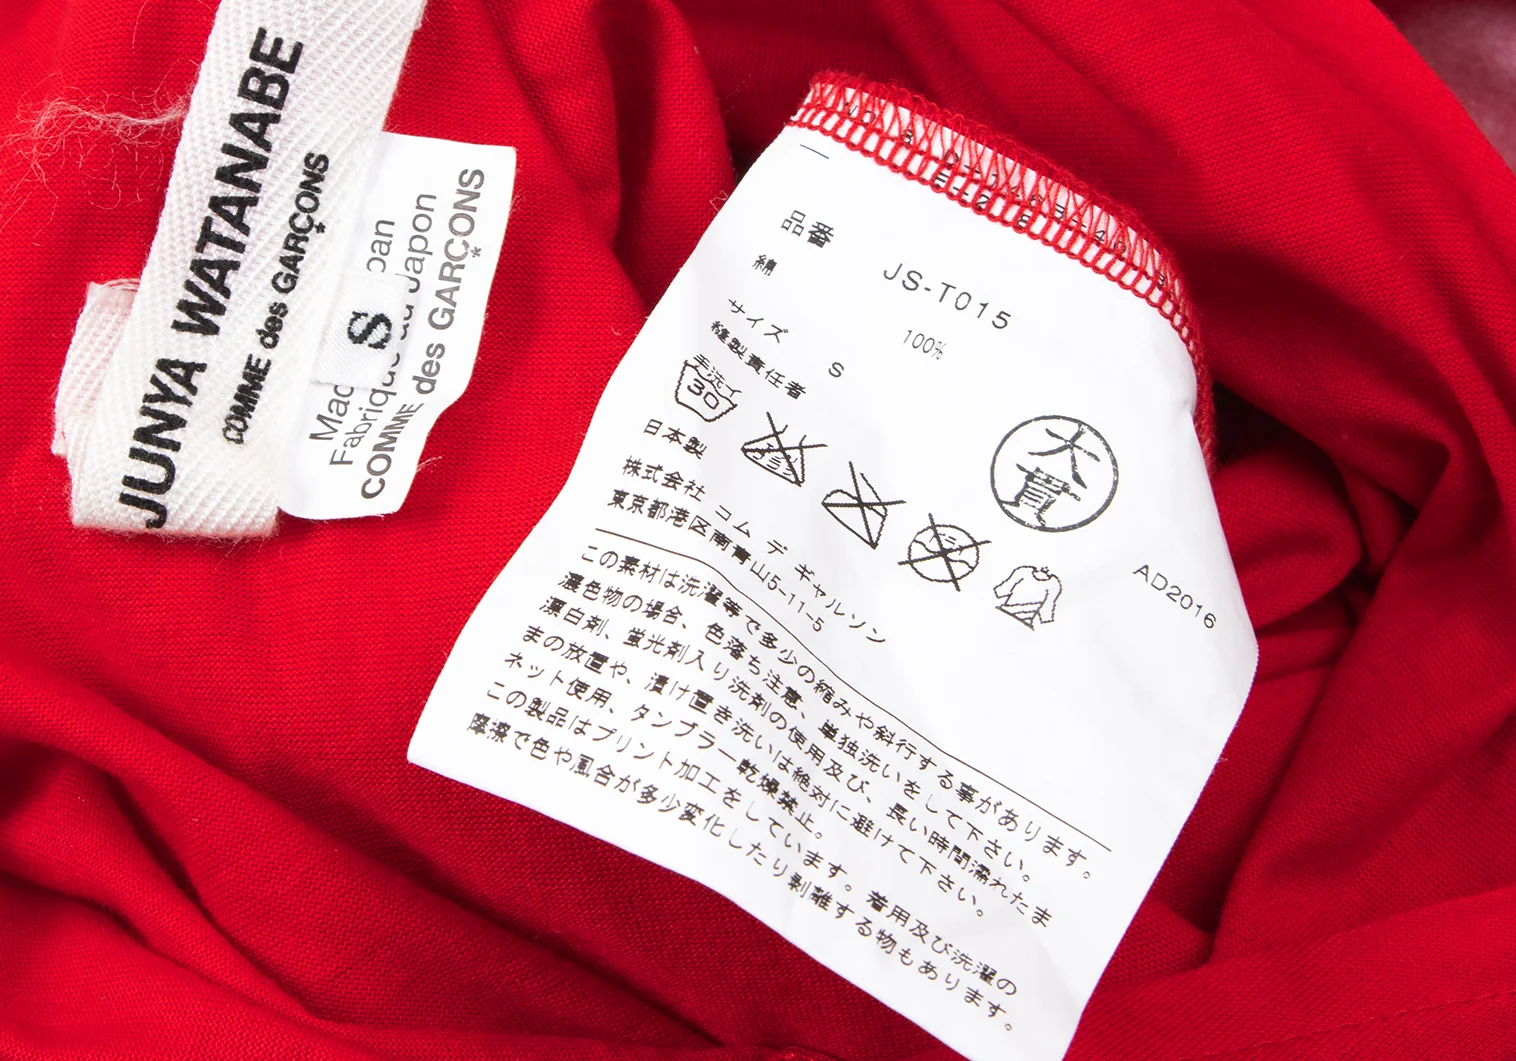 JUNYA WATANABE
COMME des GARÇONS
S
Fabriqué au Japon
COMME des GARÇONS
品番 JS-T015
綿 100%
サイズ S
縫製責任者
手洗イ
30
大貫
日本製
AD2016
株式会社 コム デ ギャルソン
東京都港区南青山5-11-5
この素材は洗濯等で多少の縮みや斜行する事があります。
濃色物の場合、色落ち注意、単独洗いをして下さい。
漂白剤、蛍光剤入り洗剤の使用及び、長い時間濡れたま
まの放置や、漬け置き洗いは絶対に避けて下さい。
ネット使用、タンブラー乾燥禁止。
この製品はプリント加工をしています。着用及び洗濯の
摩擦で色や風合が多少変化したり剥離する物もあります。